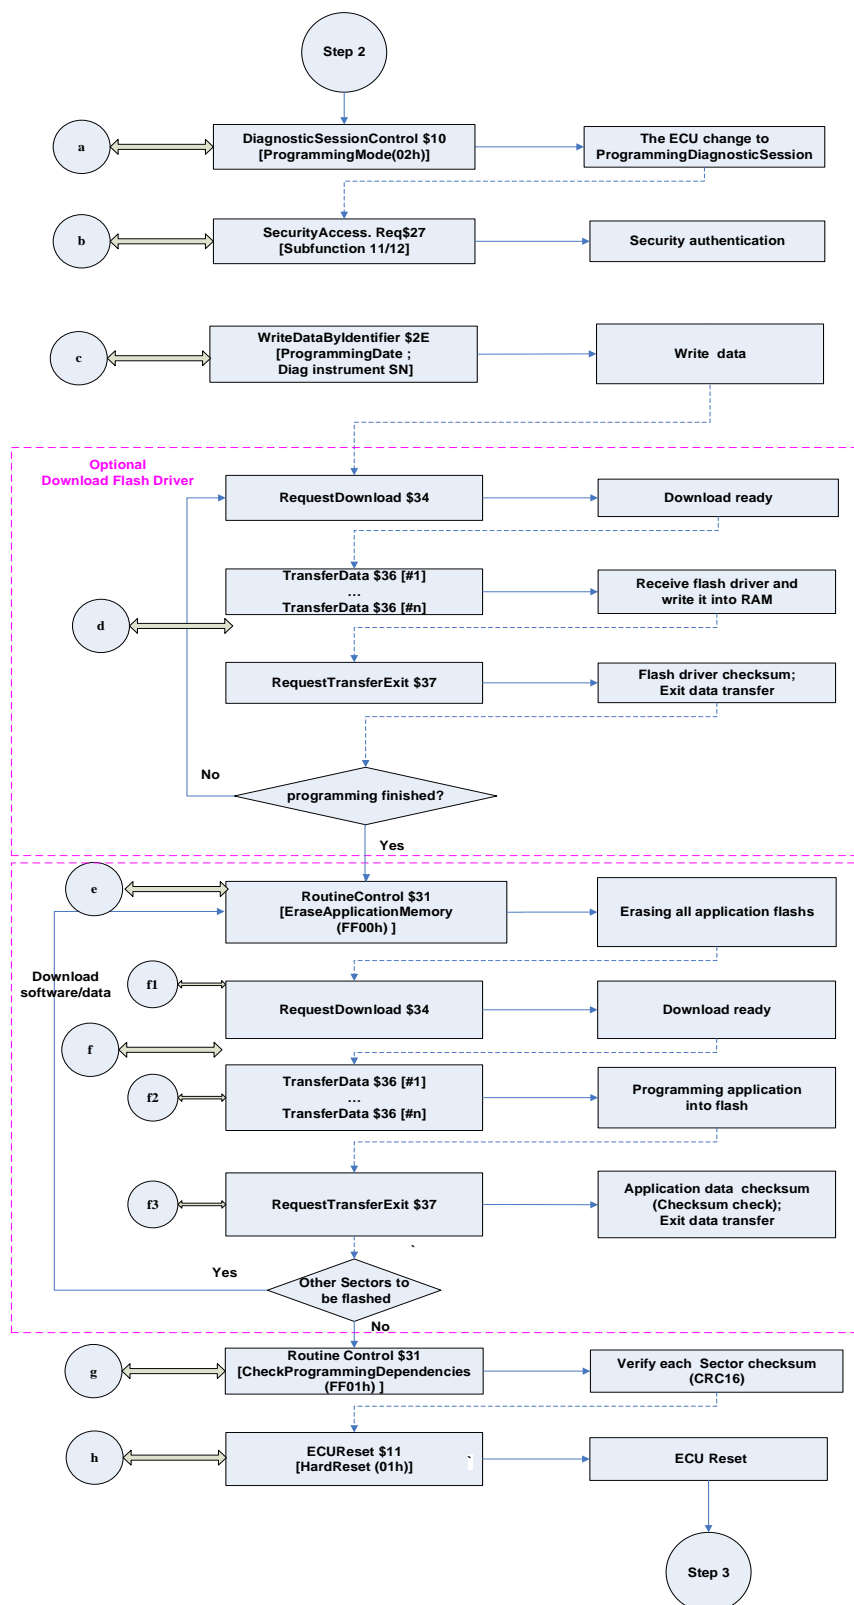 Step 2
a
DiagnosticSessionControl $10
[ProgrammingMode(02h)]
The ECU change to
ProgrammingDiagnosticSession
b
SecurityAccess. Req$27
[Subfunction 11/12]
Security authentication
c
WriteDataByIdentifier $2E
[ProgrammingDate ;
Diag instrument SN]
Write data
Optional
Download Flash Driver
RequestDownload $34
Download ready
d
TransferData $36 [#1]
...
TransferData $36 [#n]
Receive flash driver and
write it into RAM
RequestTransferExit $37
Flash driver checksum;
Exit data transfer
No
programming finished?
Yes
e
RoutineControl $31
[EraseApplicationMemory
(FF00h) ]
Erasing all application flashs
Download
software/data
f1
RequestDownload $34
Download ready
f
f2
TransferData $36 [#1]
...
TransferData $36 [#n]
Programming application
into flash
f3
RequestTransferExit $37
Application data checksum
(Checksum check);
Exit data transfer
`
Yes
Other Sectors to
be flashed
No
g
Routine Control $31
[CheckProgrammingDependencies
(FF01h) ]
Verify each Sector checksum
(CRC16)
h
ECUReset $11
[HardReset (01h)]
`
ECU Reset
Step 3